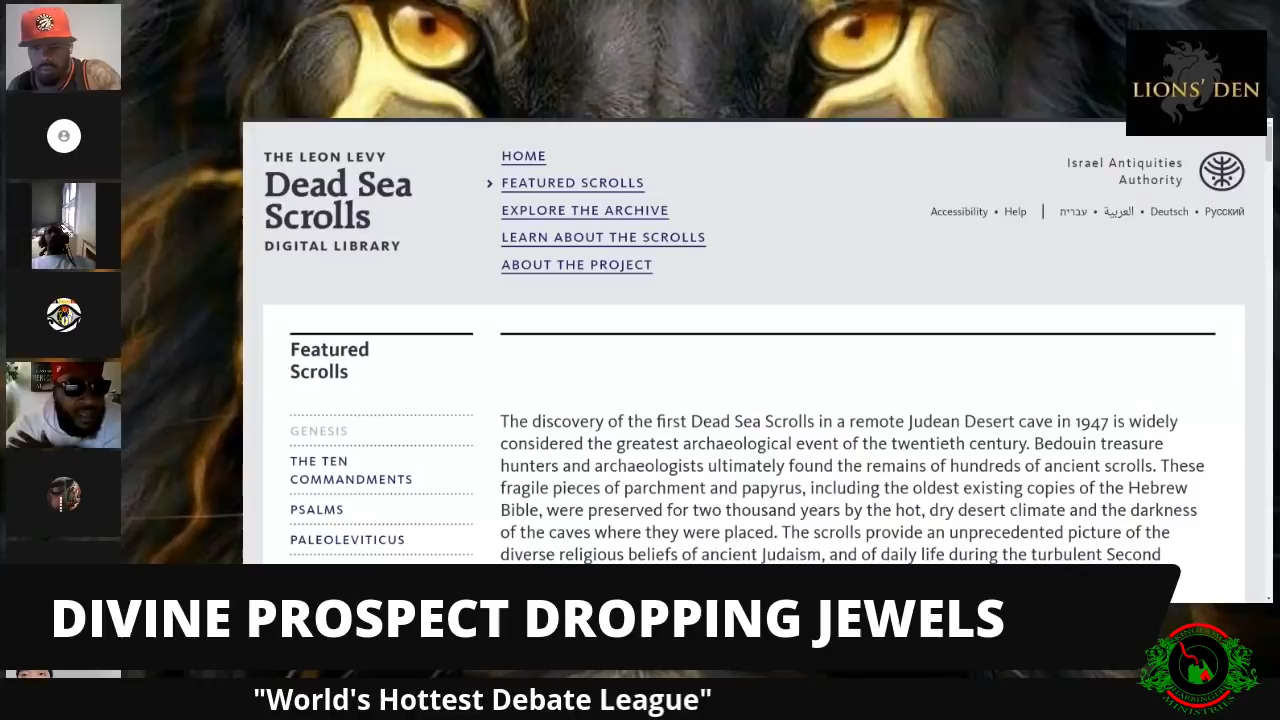 LIONS' DEN
THE LEON LEVY
Dead Sea
Scrolls
DIGITAL LIBRARY
HOME
FEATURED SCROLLS
EXPLORE THE ARCHIVE
LEARN ABOUT THE SCROLLS
ABOUT THE PROJECT
Israel Antiquities
Authority
Accessibility • Help | עברית • العربية • Deutsch • Русский
Featured
Scrolls
GENESIS
THE TEN
COMMANDMENTS
PSALMS
PALEOLEVITICUS
The discovery of the first Dead Sea Scrolls in a remote Judean Desert cave in 1947 is widely
considered the greatest archaeological event of the twentieth century. Bedouin treasure
hunters and archaeologists ultimately found the remains of hundreds of ancient scrolls. These
fragile pieces of parchment and papyrus, including the oldest existing copies of the Hebrew
Bible, were preserved for two thousand years by the hot, dry desert climate and the darkness
of the caves where they were placed. The scrolls provide an unprecedented picture of the
diverse religious beliefs of ancient Judaism, and of daily life during the turbulent Second
DIVINE PROSPECT DROPPING JEWELS
KINGDOM
HARBINGERS
MINISTRIES
"World's Hottest Debate League"